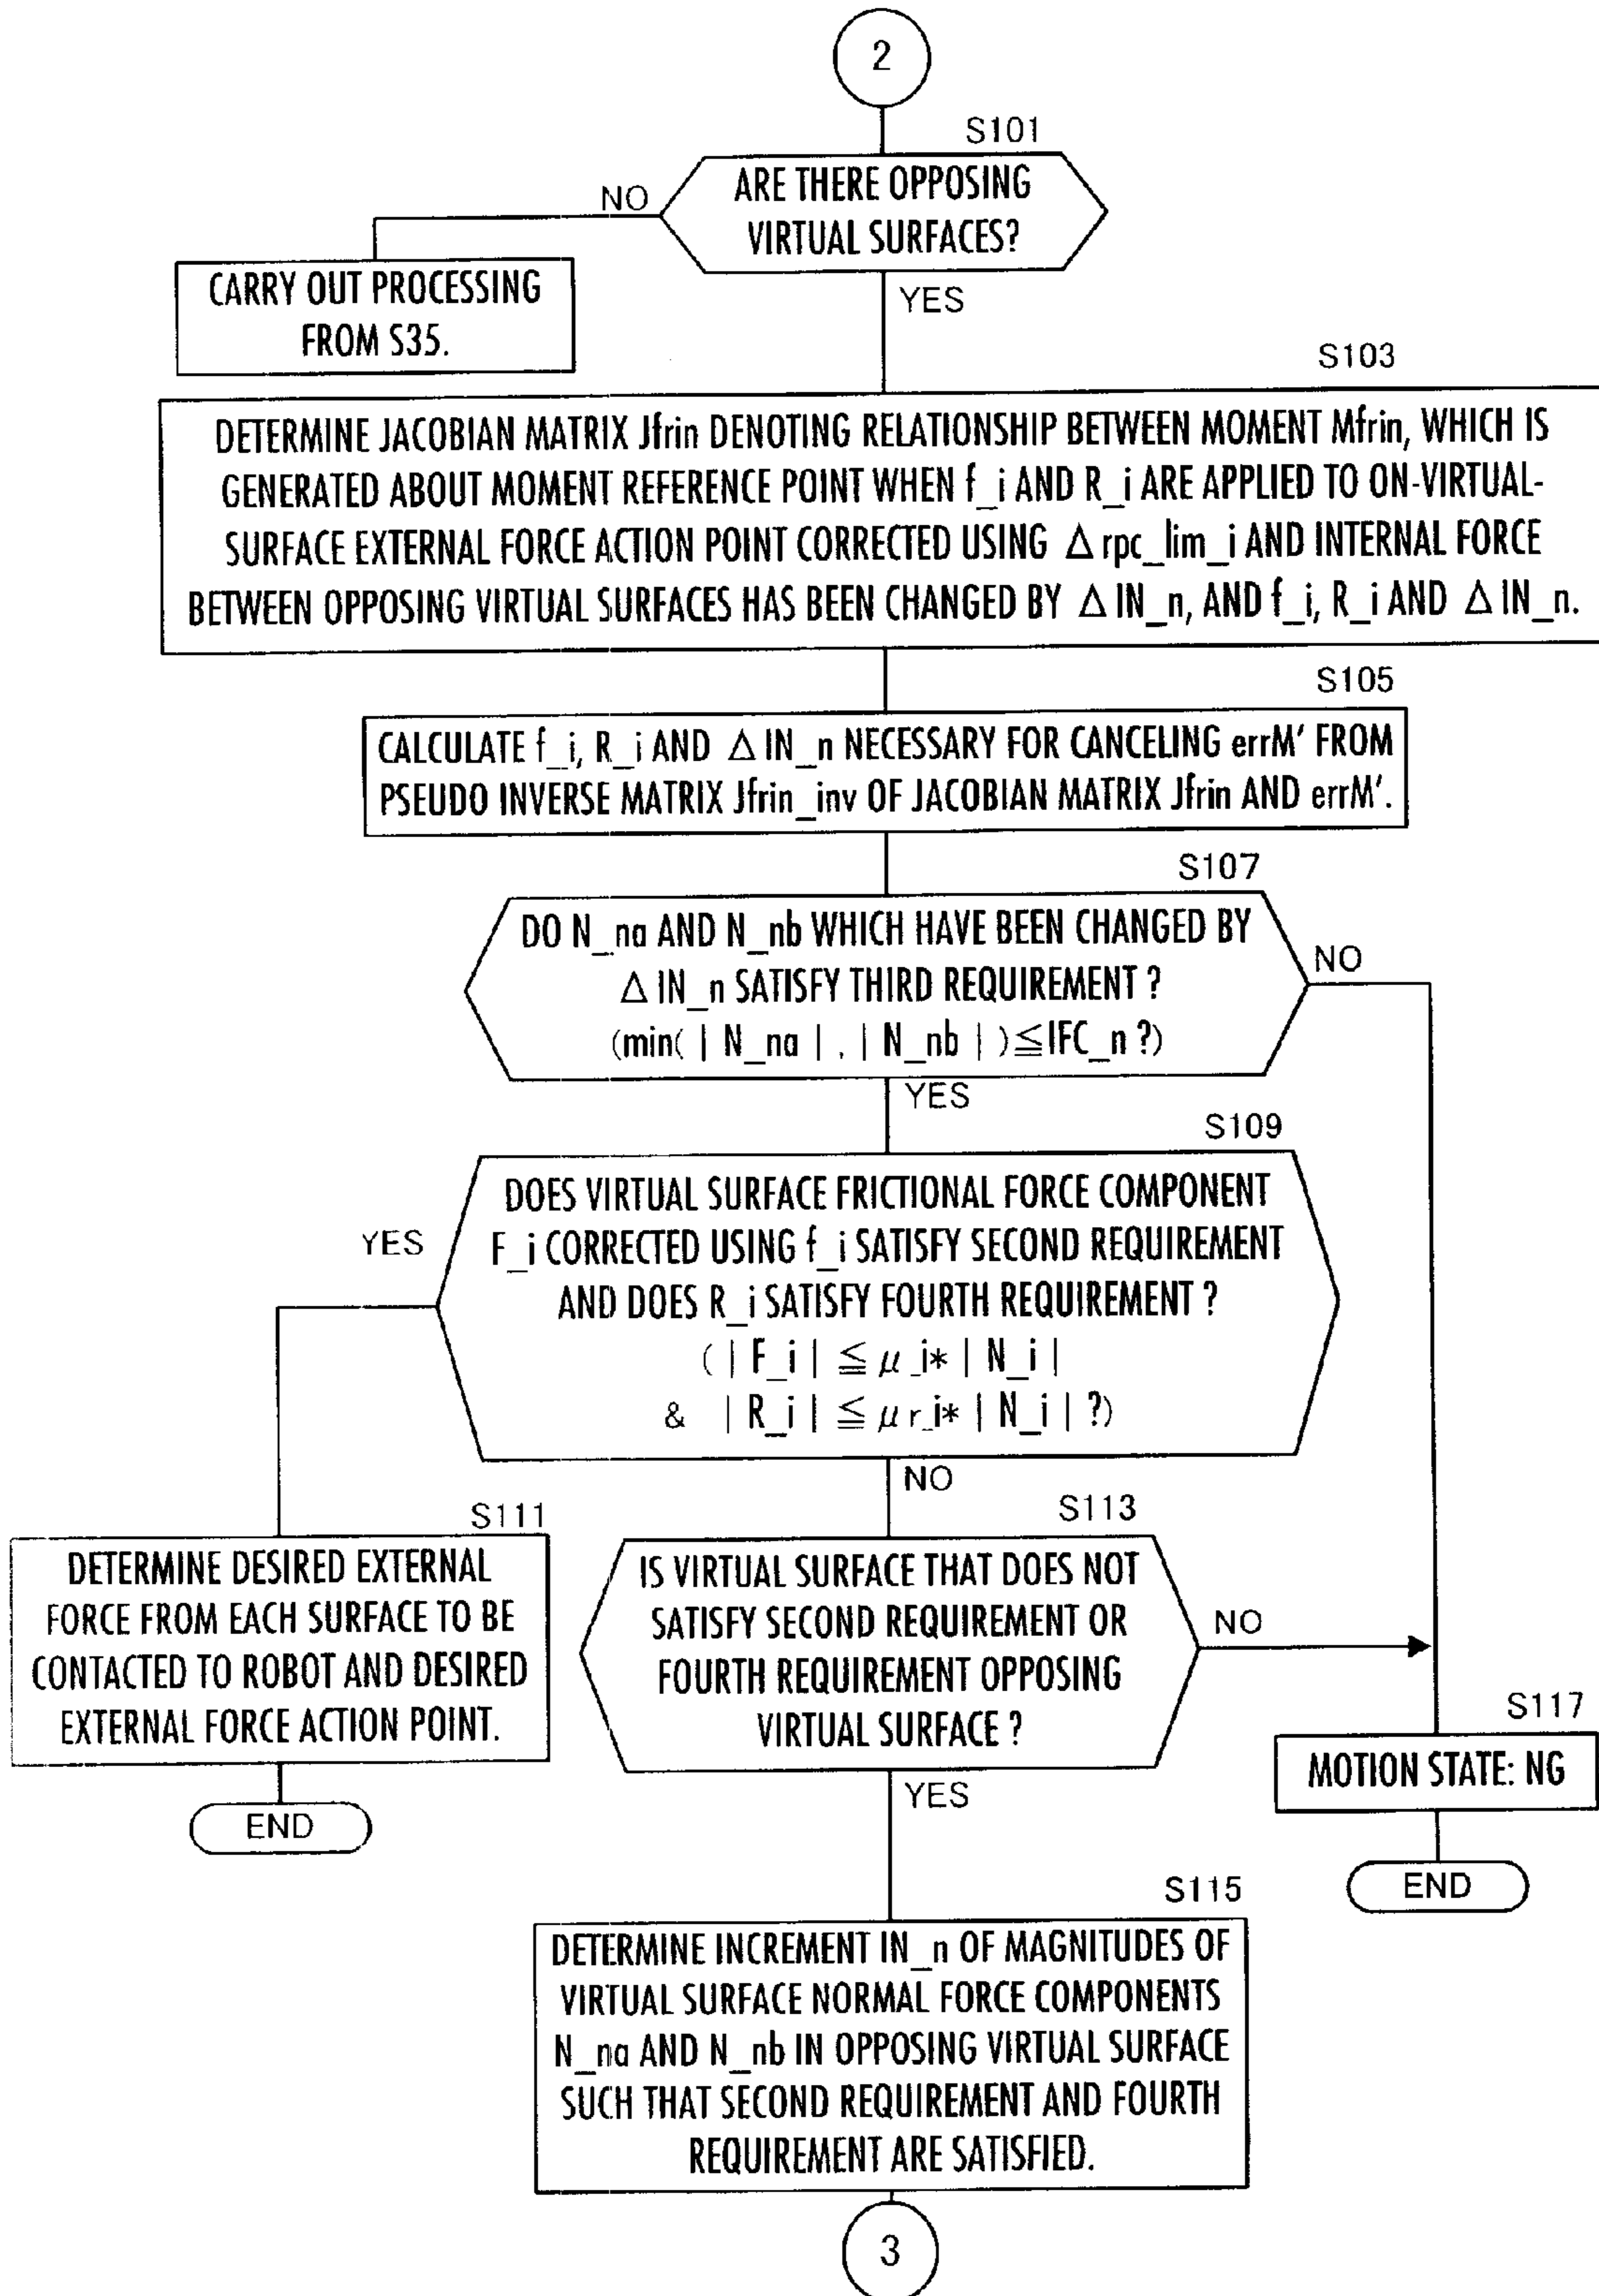 2
S101
ARE THERE OPPOSING
VIRTUAL SURFACES?
NO
CARRY OUT PROCESSING
FROM S35.
YES
S103
DETERMINE JACOBIAN MATRIX Jfrin DENOTING RELATIONSHIP BETWEEN MOMENT Mfrin, WHICH IS
GENERATED ABOUT MOMENT REFERENCE POINT WHEN f_i AND R_i ARE APPLIED TO ON-VIRTUAL-
SURFACE EXTERNAL FORCE ACTION POINT CORRECTED USING △rpc_lim_i AND INTERNAL FORCE
BETWEEN OPPOSING VIRTUAL SURFACES HAS BEEN CHANGED BY △IN_n, AND f_i, R_i AND △IN_n.
S105
CALCULATE f_i, R_i AND △IN_n NECESSARY FOR CANCELING errM' FROM
PSEUDO INVERSE MATRIX Jfrin_inv OF JACOBIAN MATRIX Jfrin AND errM'.
S107
DO N_na AND N_nb WHICH HAVE BEEN CHANGED BY
△IN_n SATISFY THIRD REQUIREMENT ?
(min( | N_na | , | N_nb | )≦IFC_n ?)
NO
YES
S109
DOES VIRTUAL SURFACE FRICTIONAL FORCE COMPONENT
F_i CORRECTED USING f_i SATISFY SECOND REQUIREMENT
AND DOES R_i SATISFY FOURTH REQUIREMENT ?
( | F_i | ≦ μ_i* | N_i |
& | R_i | ≦ μr_i* | N_i | ?)
YES
NO
S111
DETERMINE DESIRED EXTERNAL
FORCE FROM EACH SURFACE TO BE
CONTACTED TO ROBOT AND DESIRED
EXTERNAL FORCE ACTION POINT.
END
S113
IS VIRTUAL SURFACE THAT DOES NOT
SATISFY SECOND REQUIREMENT OR
FOURTH REQUIREMENT OPPOSING
VIRTUAL SURFACE ?
NO
YES
S117
MOTION STATE: NG
END
S115
DETERMINE INCREMENT IN_n OF MAGNITUDES OF
VIRTUAL SURFACE NORMAL FORCE COMPONENTS
N_na AND N_nb IN OPPOSING VIRTUAL SURFACE
SUCH THAT SECOND REQUIREMENT AND FOURTH
REQUIREMENT ARE SATISFIED.
3